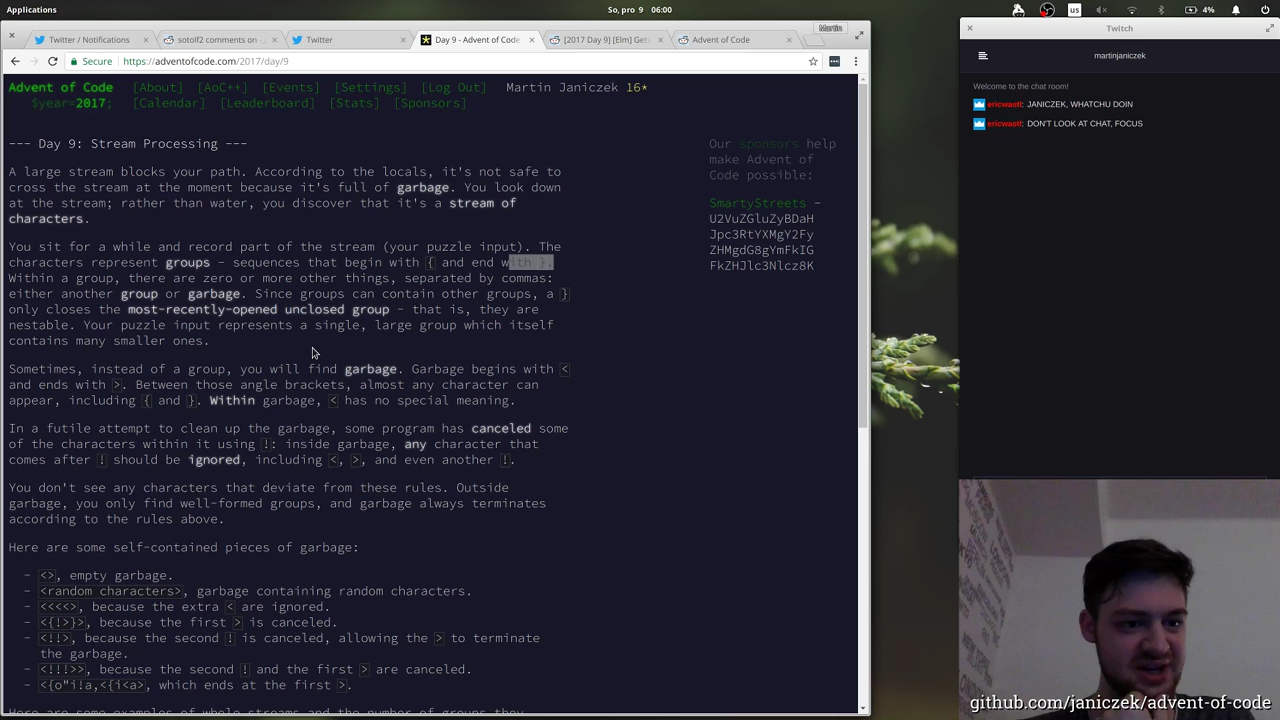 Applications
So, pro 9 06:00
us
4%
Martin
Twitter / Notification
sotolf2 comments on
Twitter
Day 9 - Advent of Code
[2017 Day 9] [Elm] Gets
Advent of Code
Secure
https://adventofcode.com/2017/day/9
Advent of Code [About] [AoC++] [Events] [Settings] [Log Out] Martin Janiczek 16*
$year=2017; [Calendar] [Leaderboard] [Stats] [Sponsors]
--- Day 9: Stream Processing ---
A large stream blocks your path. According to the locals, it's not safe to
cross the stream at the moment because it's full of garbage. You look down
at the stream; rather than water, you discover that it's a stream of
characters.
You sit for a while and record part of the stream (your puzzle input). The
characters represent groups - sequences that begin with { and end with }.
Within a group, there are zero or more other things, separated by commas:
either another group or garbage. Since groups can contain other groups, a }
only closes the most-recently-opened unclosed group - that is, they are
nestable. Your puzzle input represents a single, large group which itself
contains many smaller ones.
Sometimes, instead of a group, you will find garbage. Garbage begins with <
and ends with >. Between those angle brackets, almost any character can
appear, including { and }. Within garbage, < has no special meaning.
In a futile attempt to clean up the garbage, some program has canceled some
of the characters within it using !: inside garbage, any character that
comes after ! should be ignored, including <, >, and even another !.
You don't see any characters that deviate from these rules. Outside
garbage, you only find well-formed groups, and garbage always terminates
according to the rules above.
Here are some self-contained pieces of garbage:
- <>, empty garbage.
- <random characters>, garbage containing random characters.
- <<<<>, because the extra < are ignored.
- <{!>}>, because the first > is canceled.
- <!!>, because the second ! is canceled, allowing the > to terminate
the garbage.
- <!!!>>, because the second ! and the first > are canceled.
- <{o"i!a,<{i<a>, which ends at the first >.
Here are some examples of whole streams and the number of groups they
Our sponsors help
make Advent of
Code possible:
SmartyStreets -
U2VuZGluZyBDaH
Jpc3RtYXMgY2Fy
ZHMgdG8gYmFkIG
FkZHJlc3Nlcz8K
Twitch
martinjaniczek
Welcome to the chat room!
ericwastl: JANICZEK, WHATCHU DOIN
ericwastl: DON'T LOOK AT CHAT, FOCUS
github.com/janiczek/advent-of-code